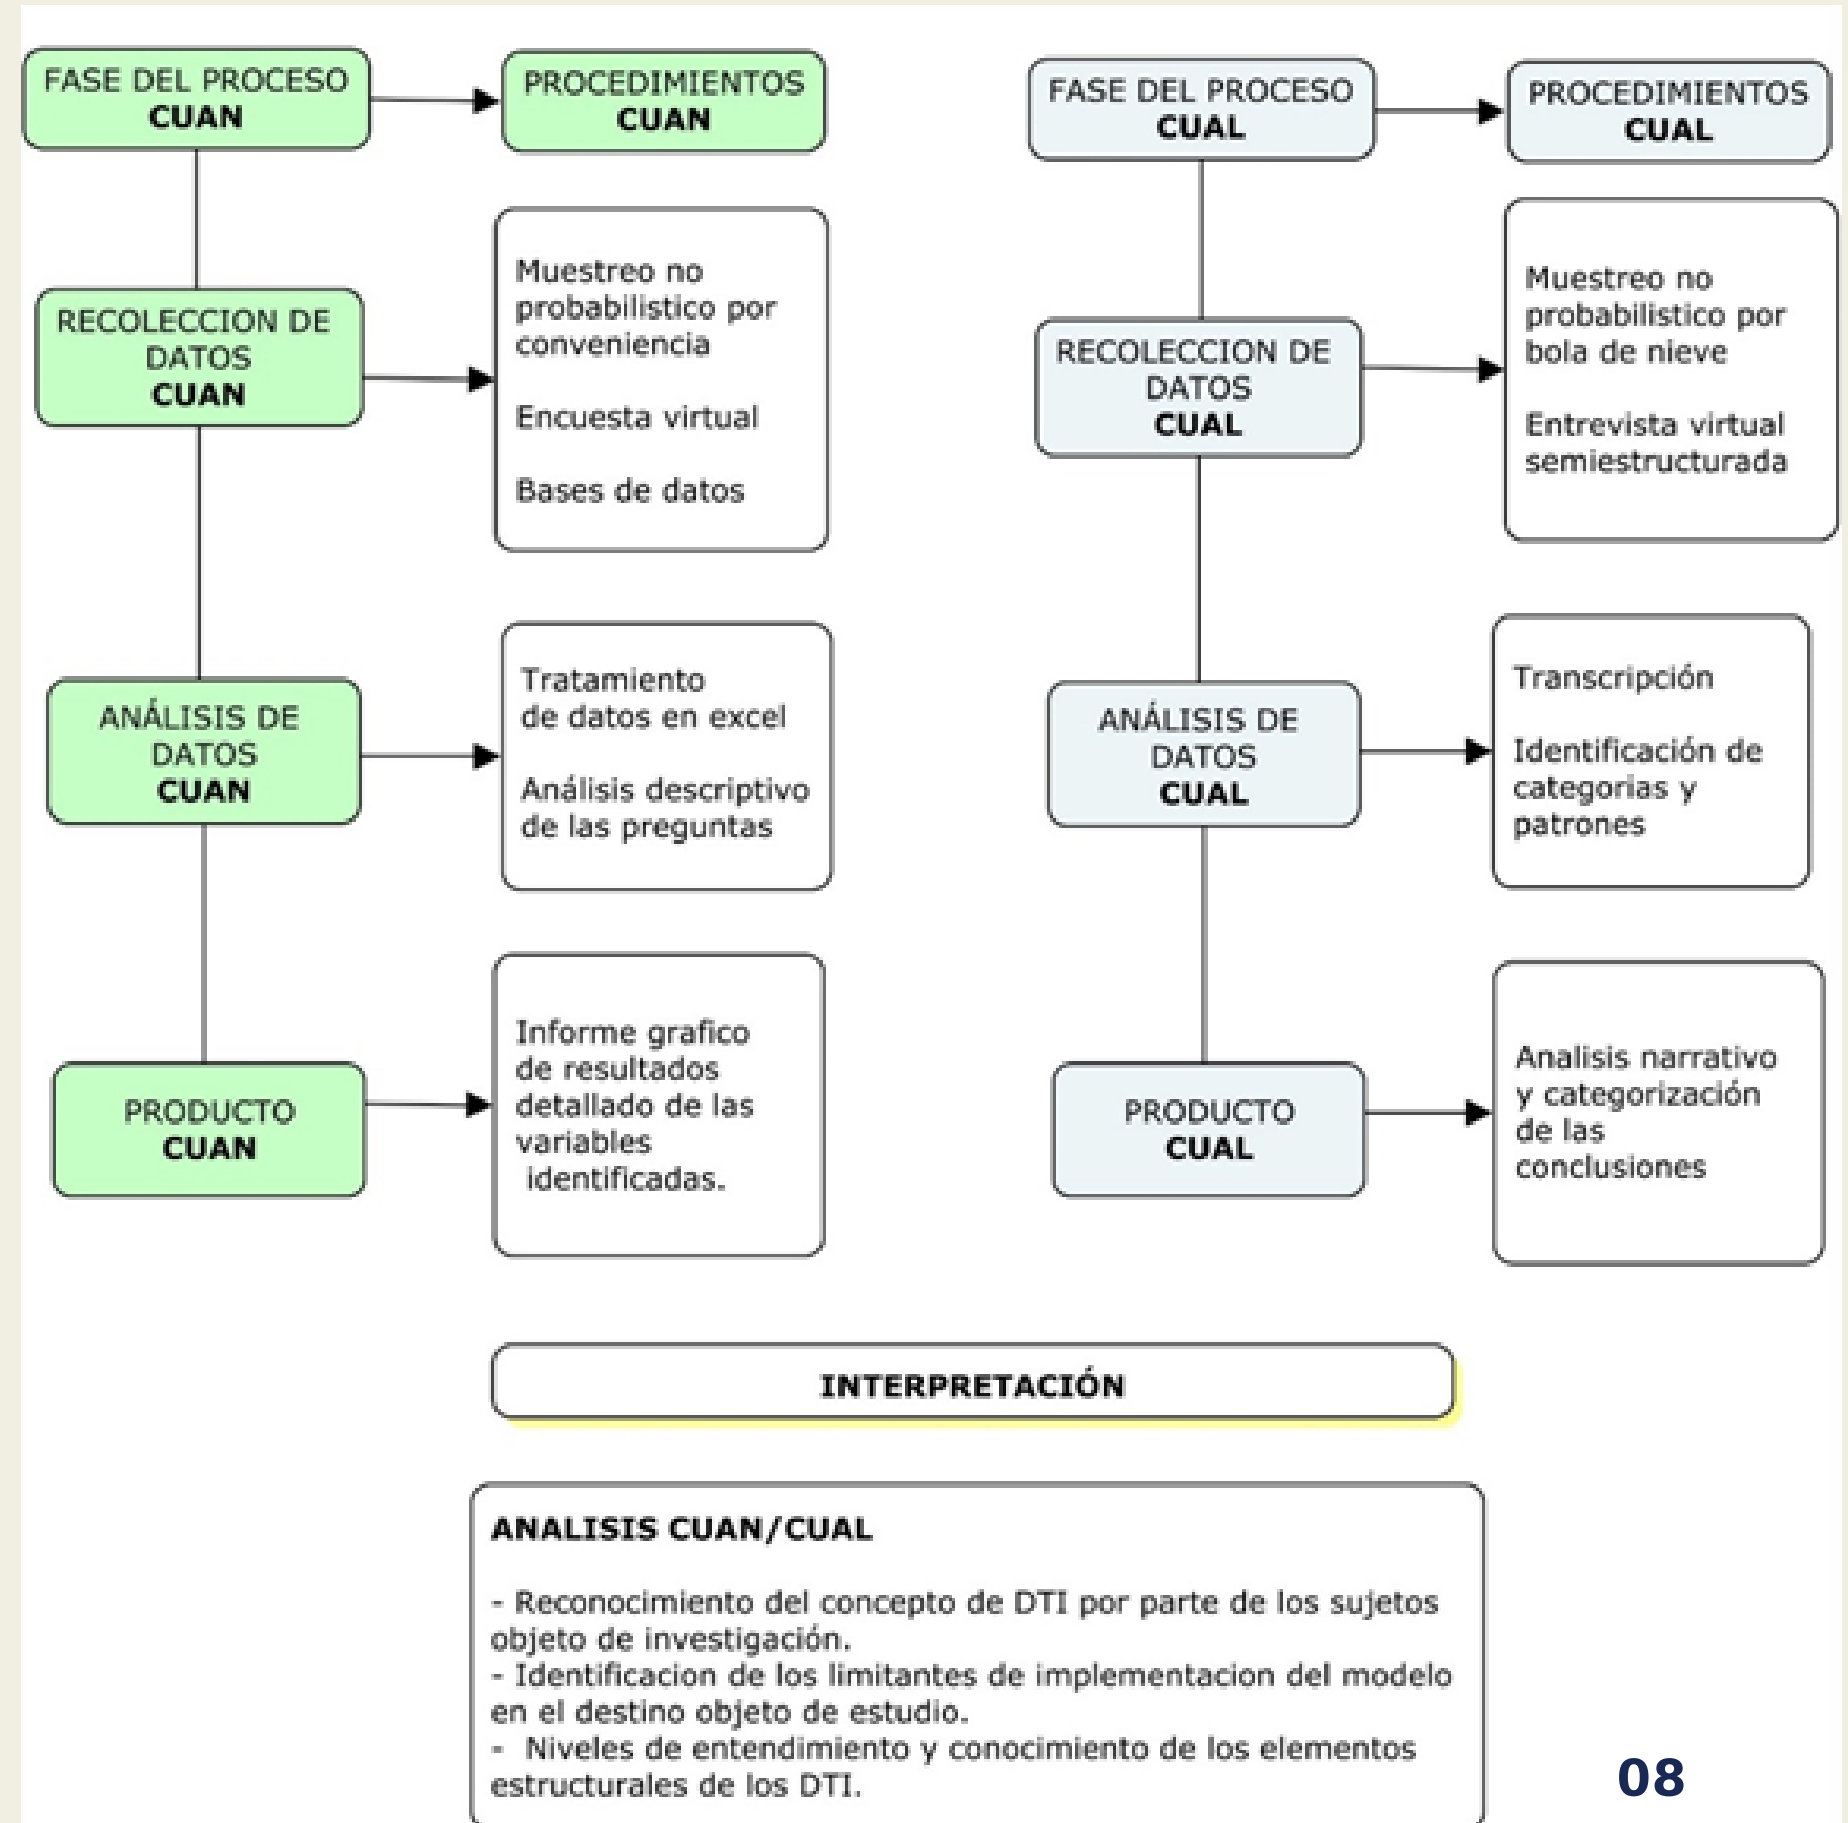 FASE DEL PROCESO
CUAN
PROCEDIMIENTOS
CUAN
RECOLECCION DE
DATOS
CUAN
Muestreo no
probabilistico por
conveniencia
Encuesta virtual
Bases de datos
ANÁLISIS DE
DATOS
CUAN
Tratamiento
de datos en excel
Análisis descriptivo
de las preguntas
PRODUCTO
CUAN
Informe grafico
de resultados
detallado de las
variables
identificadas.
FASE DEL PROCESO
CUAL
PROCEDIMIENTOS
CUAL
RECOLECCION DE
DATOS
CUAL
Muestreo no
probabilistico por
bola de nieve
Entrevista virtual
semiestructurada
ANÁLISIS DE
DATOS
CUAL
Transcripción
Identificación de
categorias y
patrones
PRODUCTO
CUAL
Analisis narrativo
y categorización
de las
conclusiones
INTERPRETACIÓN
ANALISIS CUAN/CUAL
- Reconocimiento del concepto de DTI por parte de los sujetos
objeto de investigación.
- Identificacion de los limitantes de implementacion del modelo
en el destino objeto de estudio.
- Niveles de entendimiento y conocimiento de los elementos
estructurales de los DTI.
08